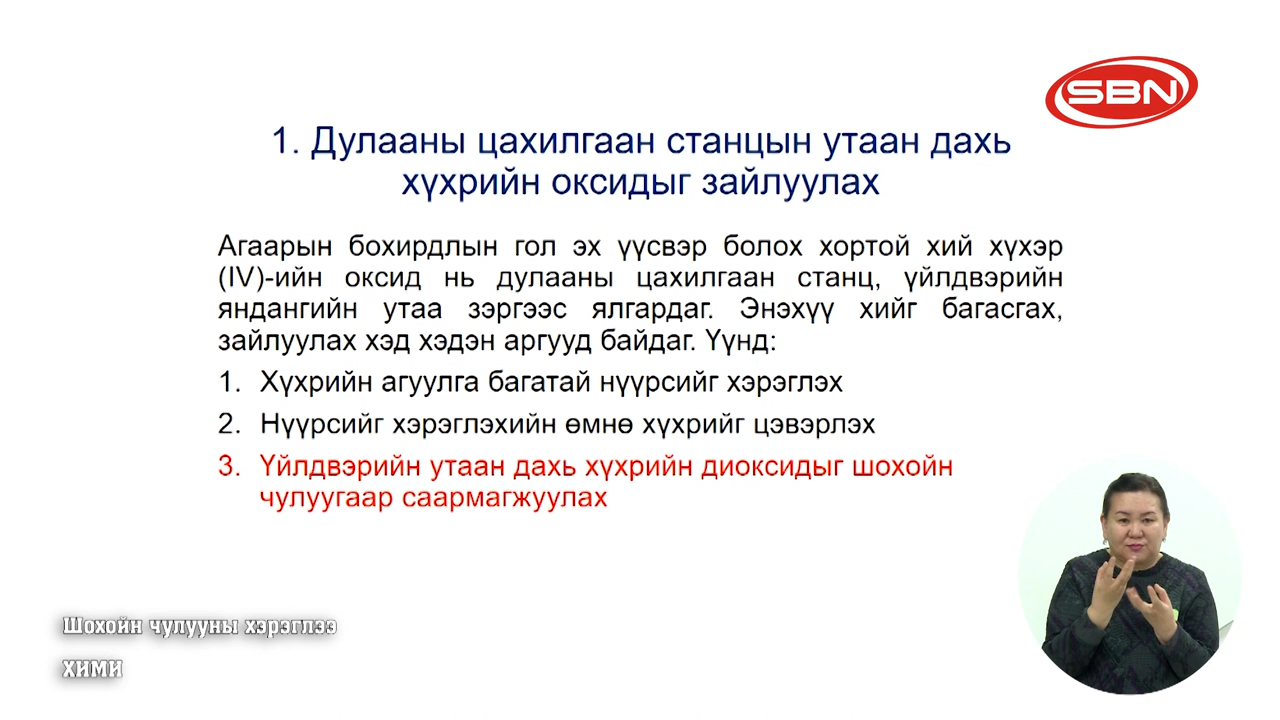 SBN
1. Дулааны цахилгаан станцын утаан дахь
хүхрийн оксидыг зайлуулах
Агаарын бохирдлын гол эх үүсвэр болох хортой хий хүхэр
(IV)-ийн оксид нь дулааны цахилгаан станц, үйлдвэрийн
яндангийн утаа зэргээс ялгардаг. Энэхүү хийг багасгах,
зайлуулах хэд хэдэн аргууд байдаг. Үүнд:
1. Хүхрийн агуулга багатай нүүрсийг хэрэглэх
2. Нүүрсийг хэрэглэхийн өмнө хүхрийг цэвэрлэх
3. Үйлдвэрийн утаан дахь хүхрийн диоксидыг шохойн
чулуугаар саармагжуулах
Шохойн чулууны хэрэглээ
ХИМИ